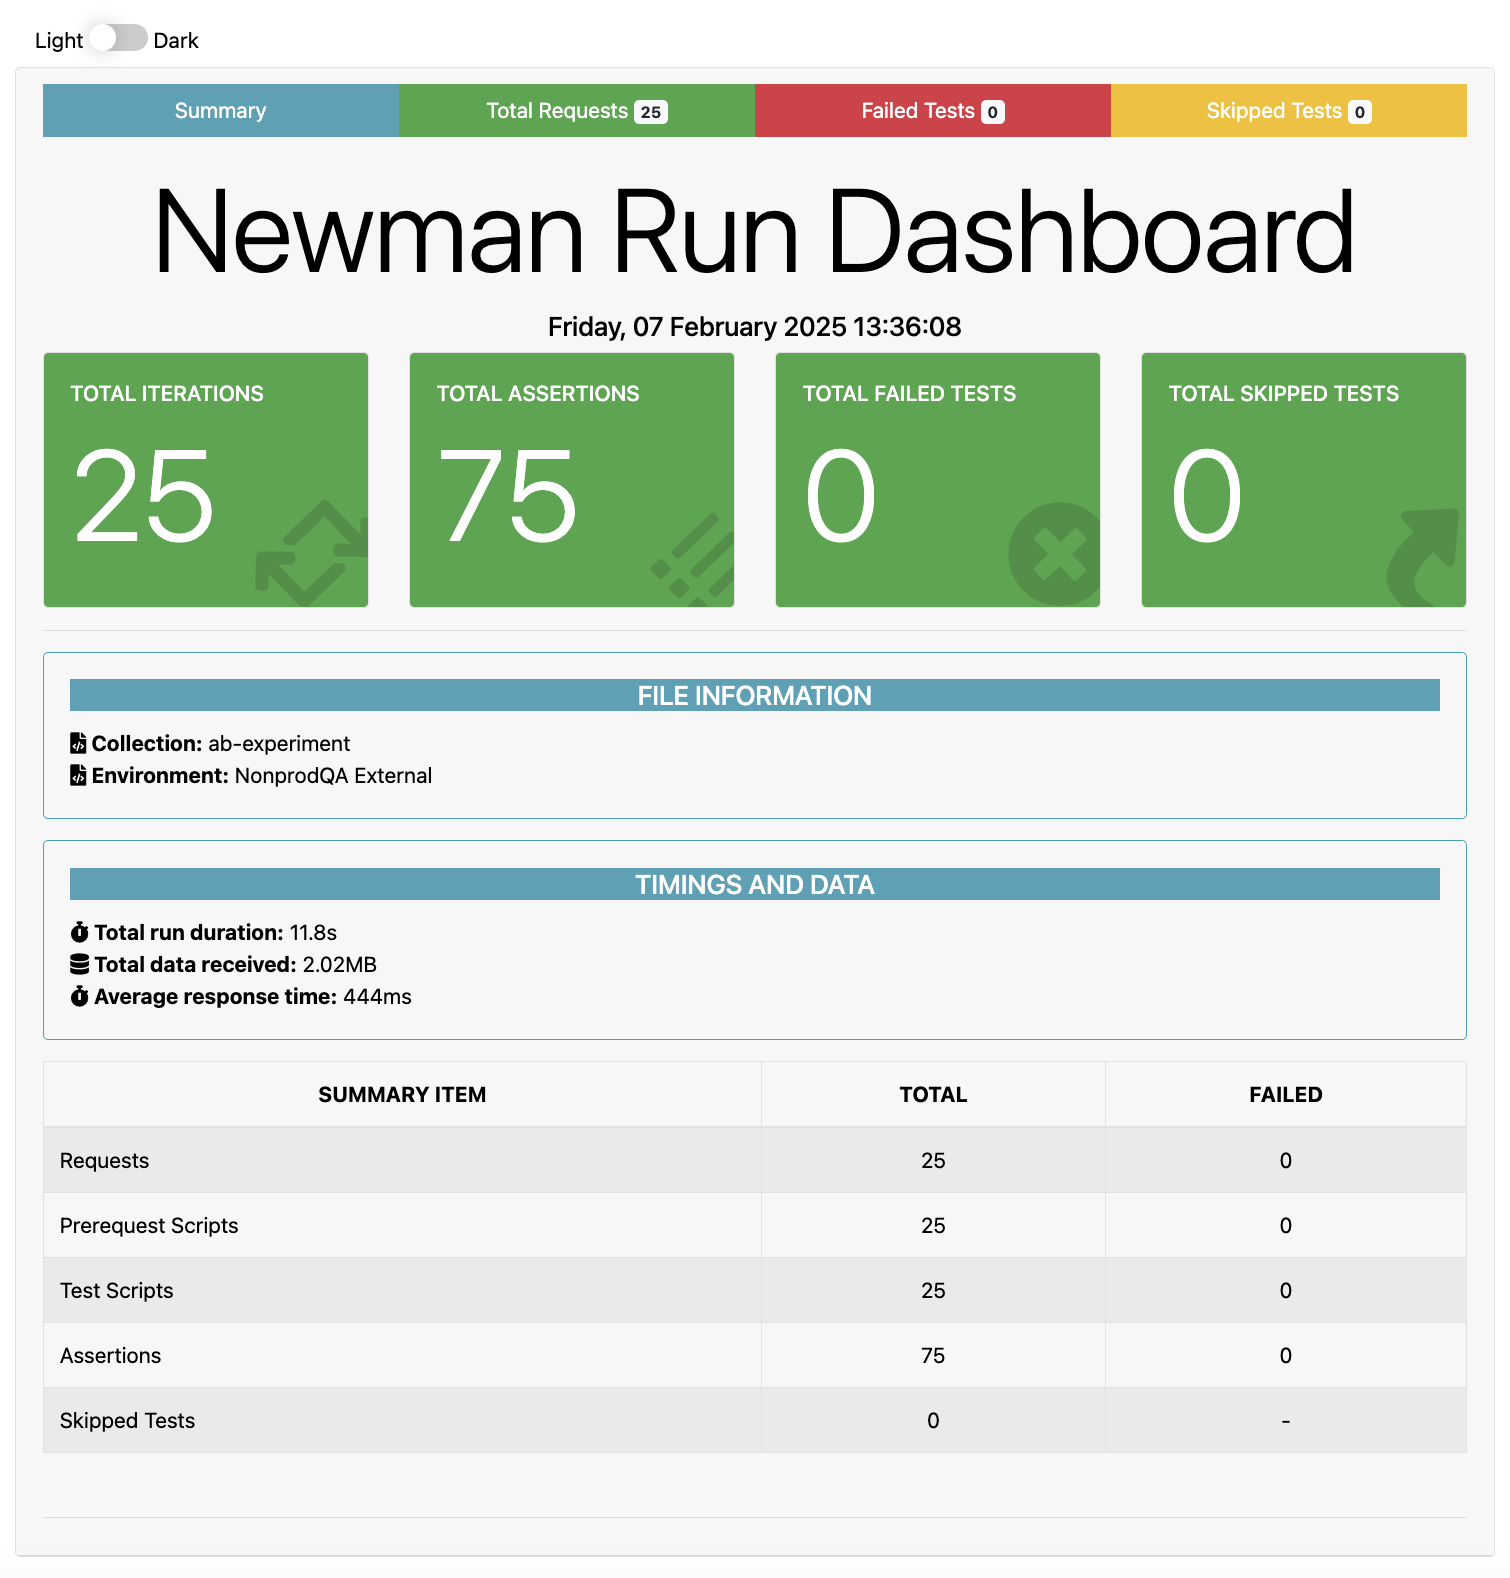 Light Dark
Summary Total Requests 25 Failed Tests 0 Skipped Tests 0
Newman Run Dashboard
Friday, 07 February 2025 13:36:08
TOTAL ITERATIONS TOTAL ASSERTIONS TOTAL FAILED TESTS TOTAL SKIPPED TESTS
25 75 0 0
FILE INFORMATION
Collection: ab-experiment
Environment: NonprodQA External
TIMINGS AND DATA
Total run duration: 11.8s
Total data received: 2.02MB
Average response time: 444ms
SUMMARY ITEM TOTAL FAILED
Requests 25 0
Prerequest Scripts 25 0
Test Scripts 25 0
Assertions 75 0
Skipped Tests 0 -